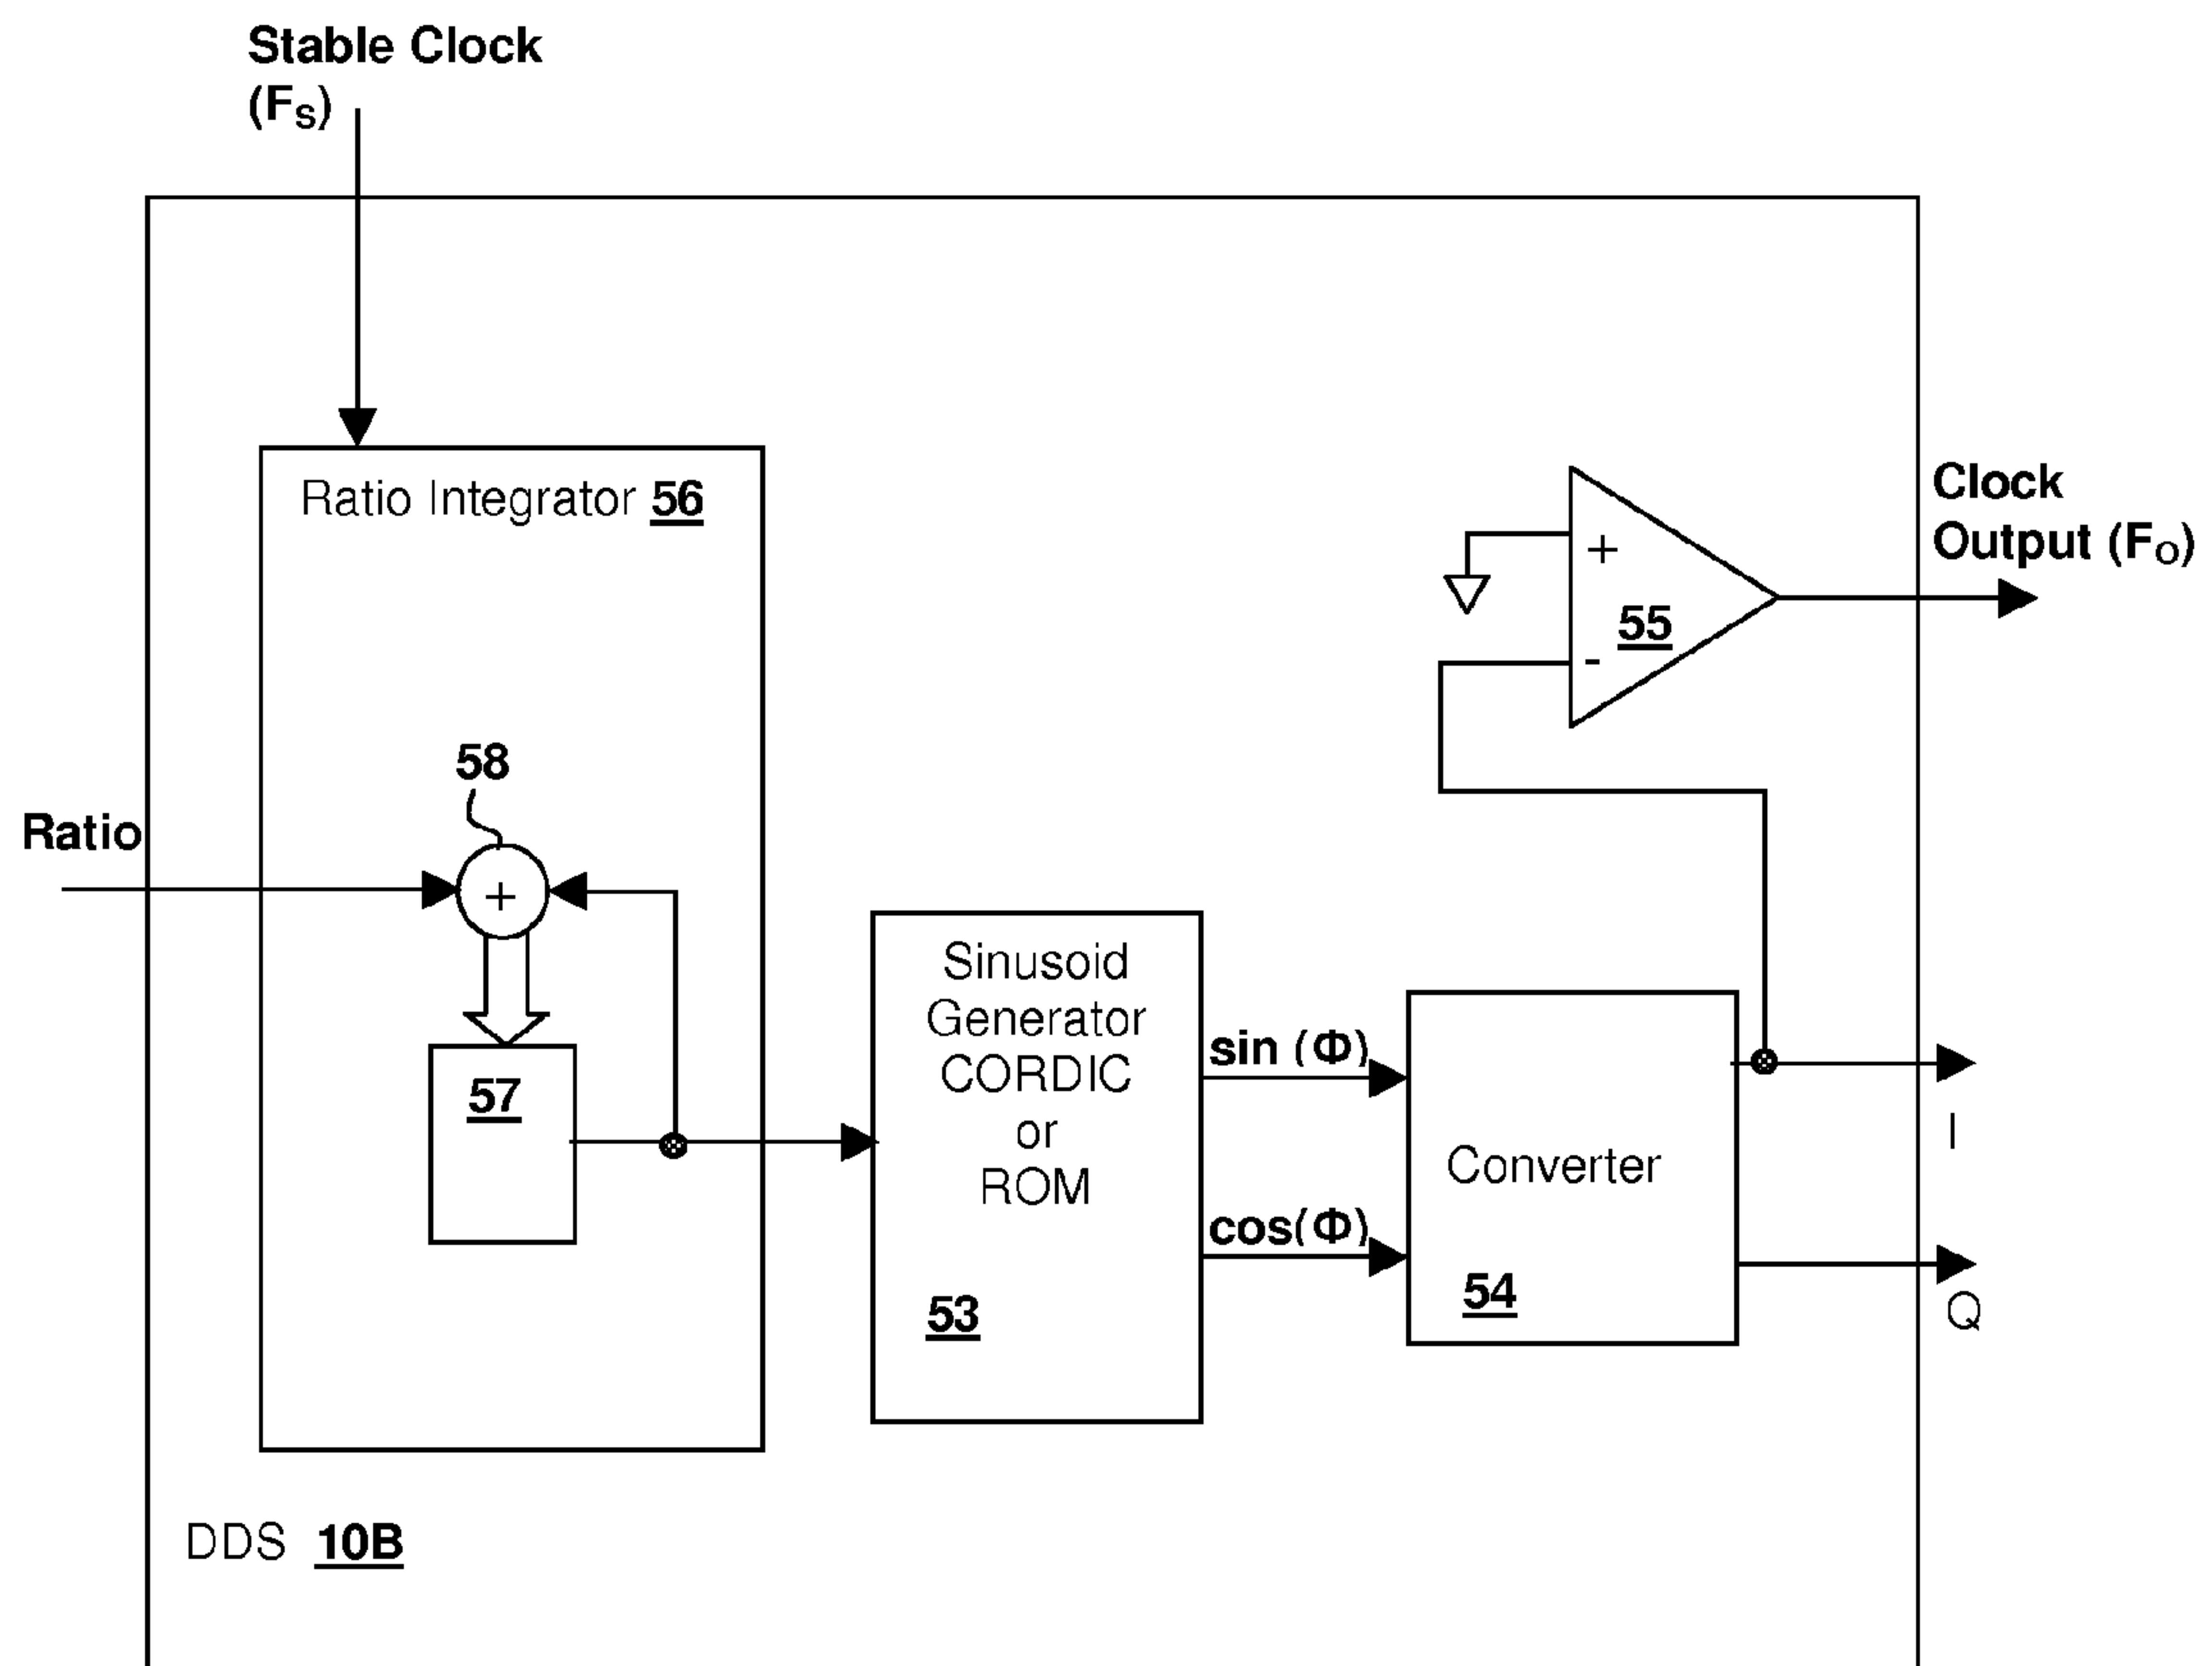 Stable Clock
(FS)
Ratio Integrator 56
Clock
Output (FO)
+
55
-
58
Ratio
+
57
Sinusoid
Generator
CORDIC
or
ROM
53
sin (Φ)
cos(Φ)
Converter
54
I
Q
DDS 10B